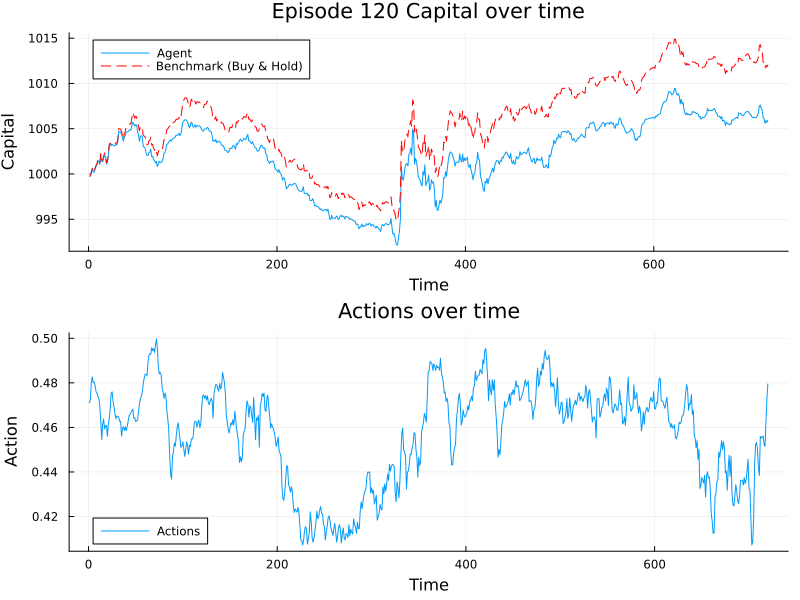 Episode 120 Capital over time
Capital
1015
1010
1005
1000
995
Agent
Benchmark (Buy & Hold)
0
200
400
600
Time
Actions over time
Action
0.50
0.48
0.46
0.44
0.42
Actions
0
200
400
600
Time